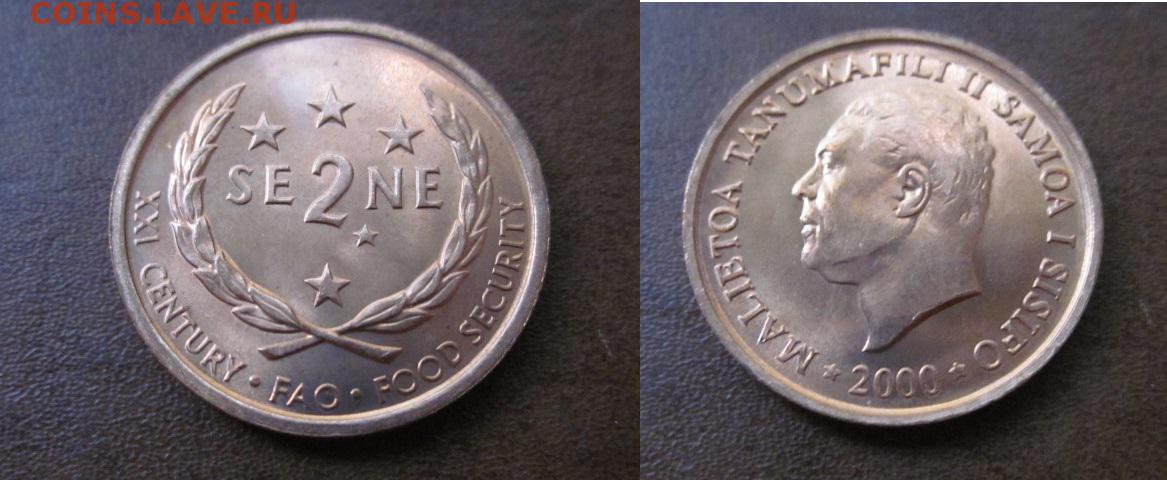 COINS.LAVE.RU
SE 2 NE
XXI CENTURY • FAO • FOOD SECURITY
MALIETOA TANUMAFILI II SAMOA I SISIFO
★ 2000 ★